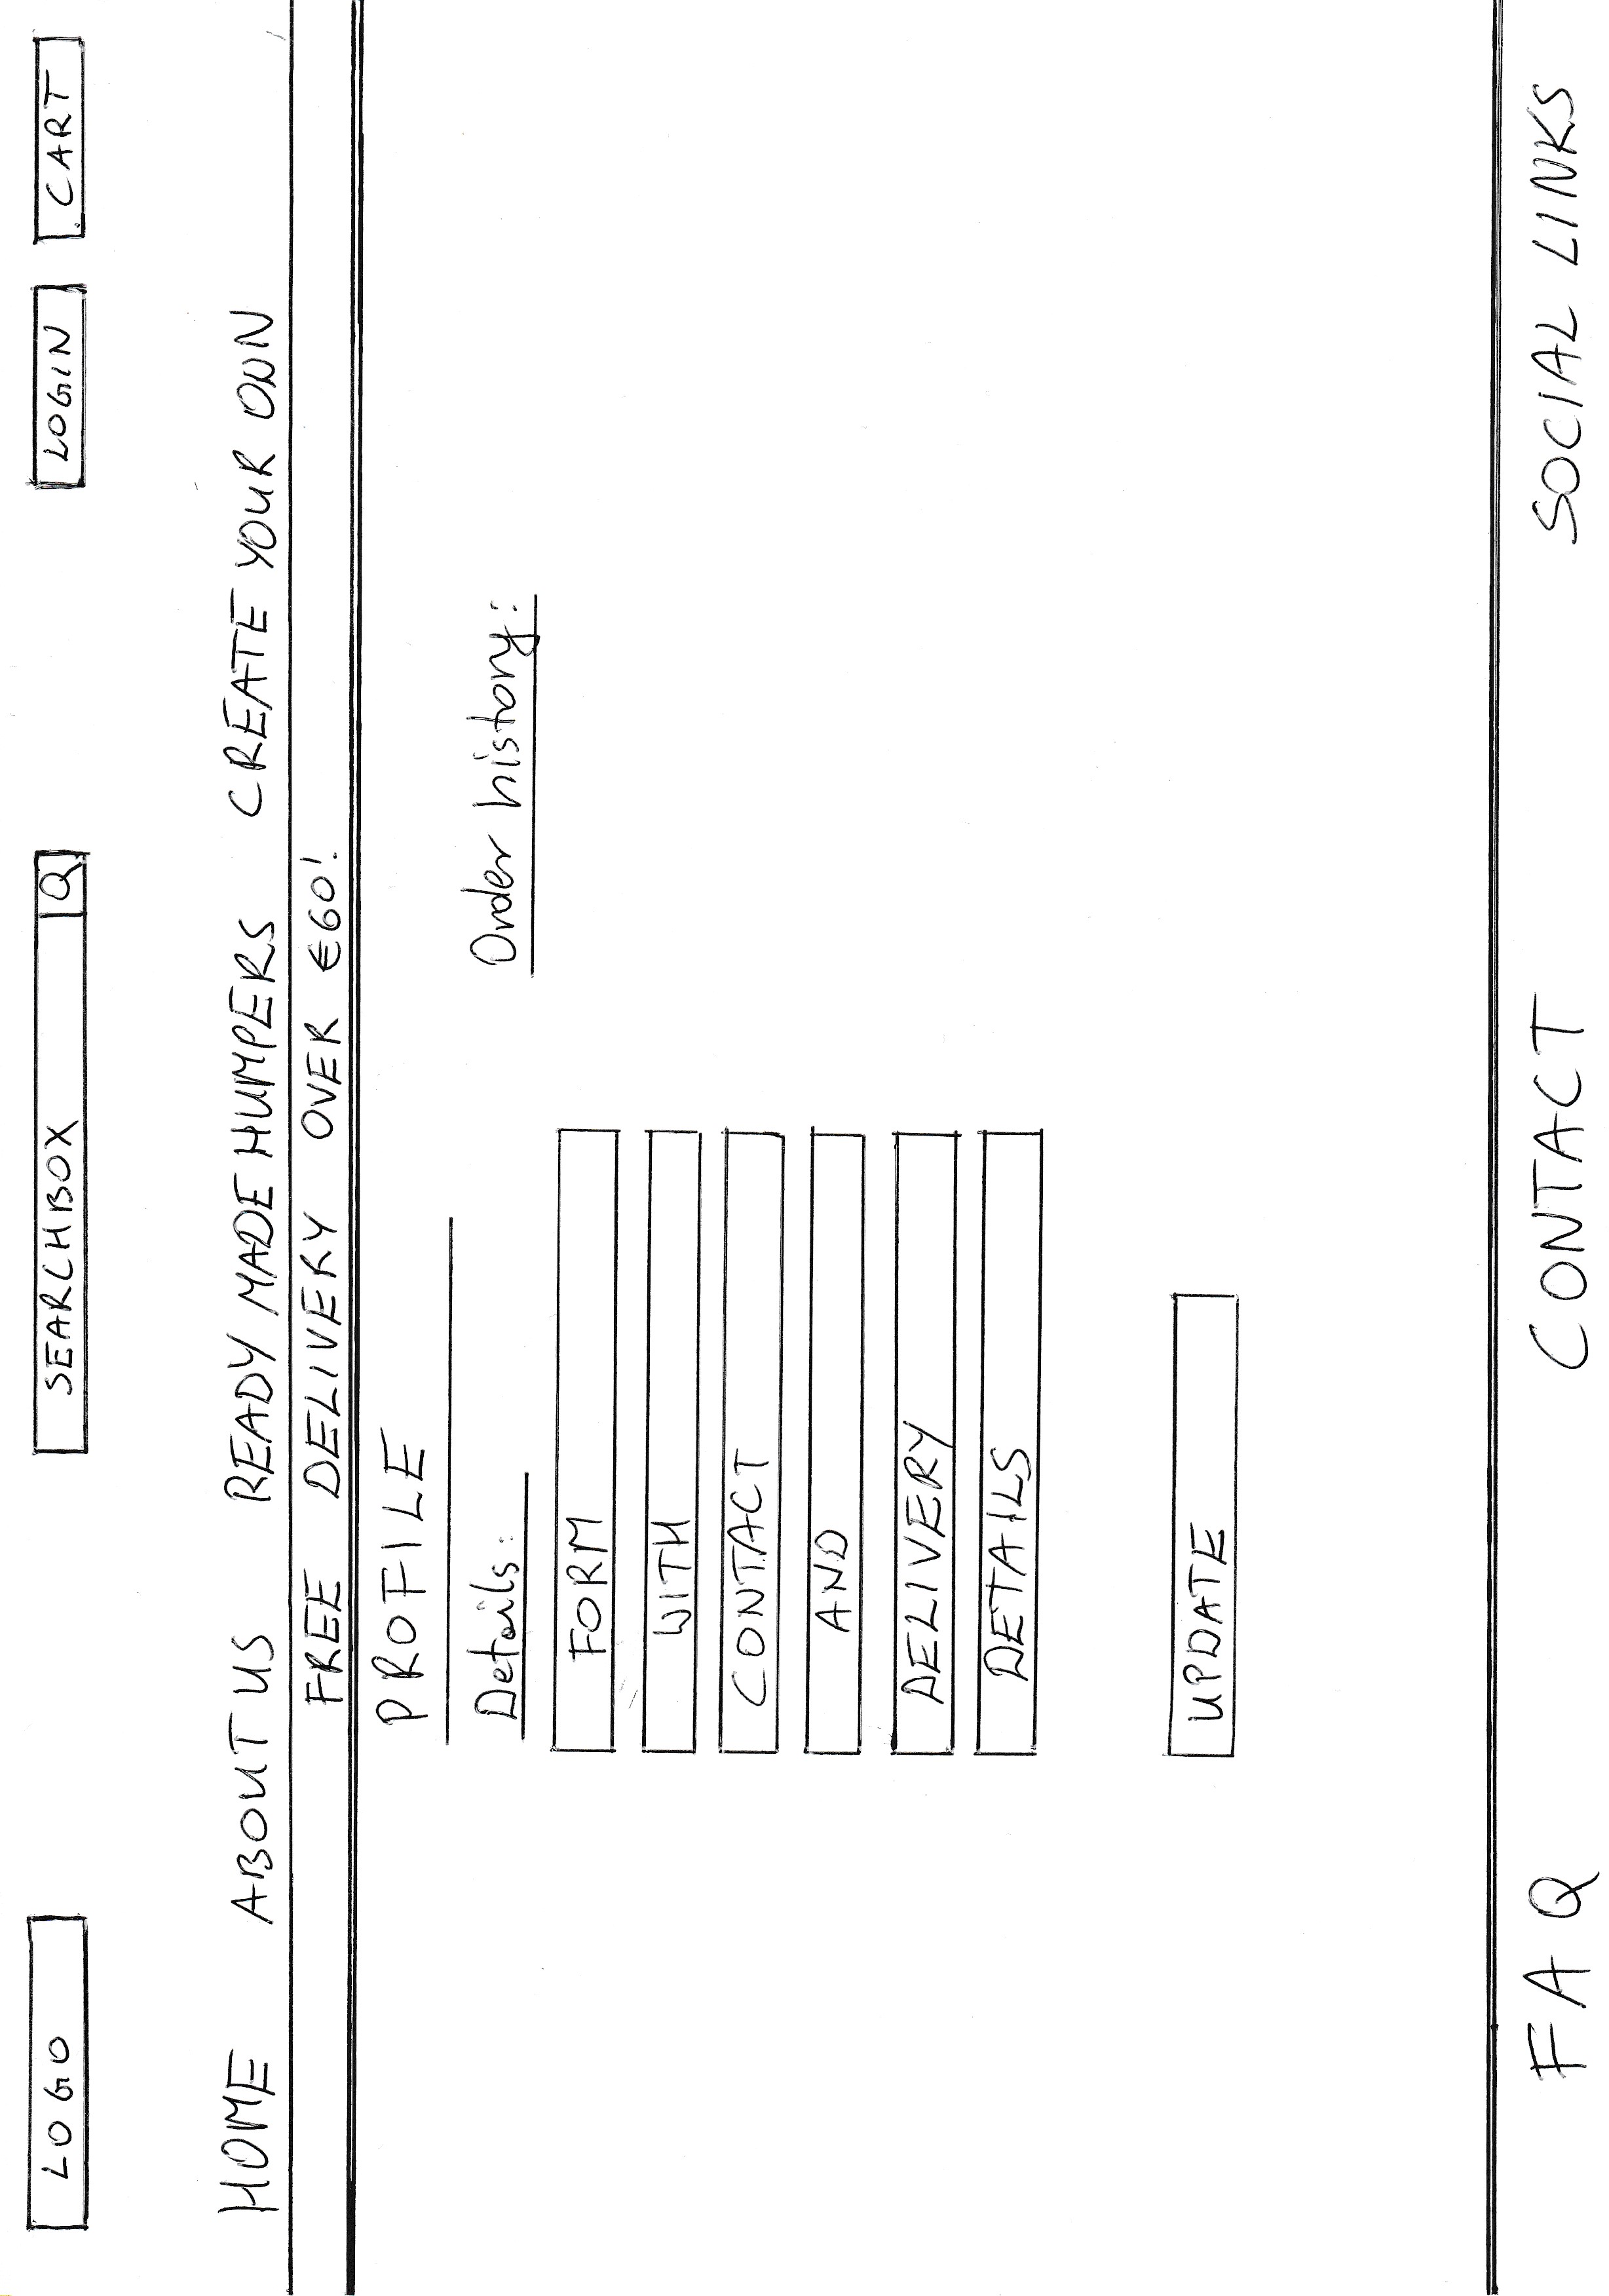 LOGO SEARCHBOX Q LOGIN CART
HOME ABOUT US READY MADE HUMPERS CREATE YOUR OWN
FREE DELIVERY OVER €60!
PROFILE
Details: Order history:
FORM
WITH
CONTACT
AND
DELIVERY
DETAILS
UPDATE
FAQ CONTACT SOCIAL LINKS